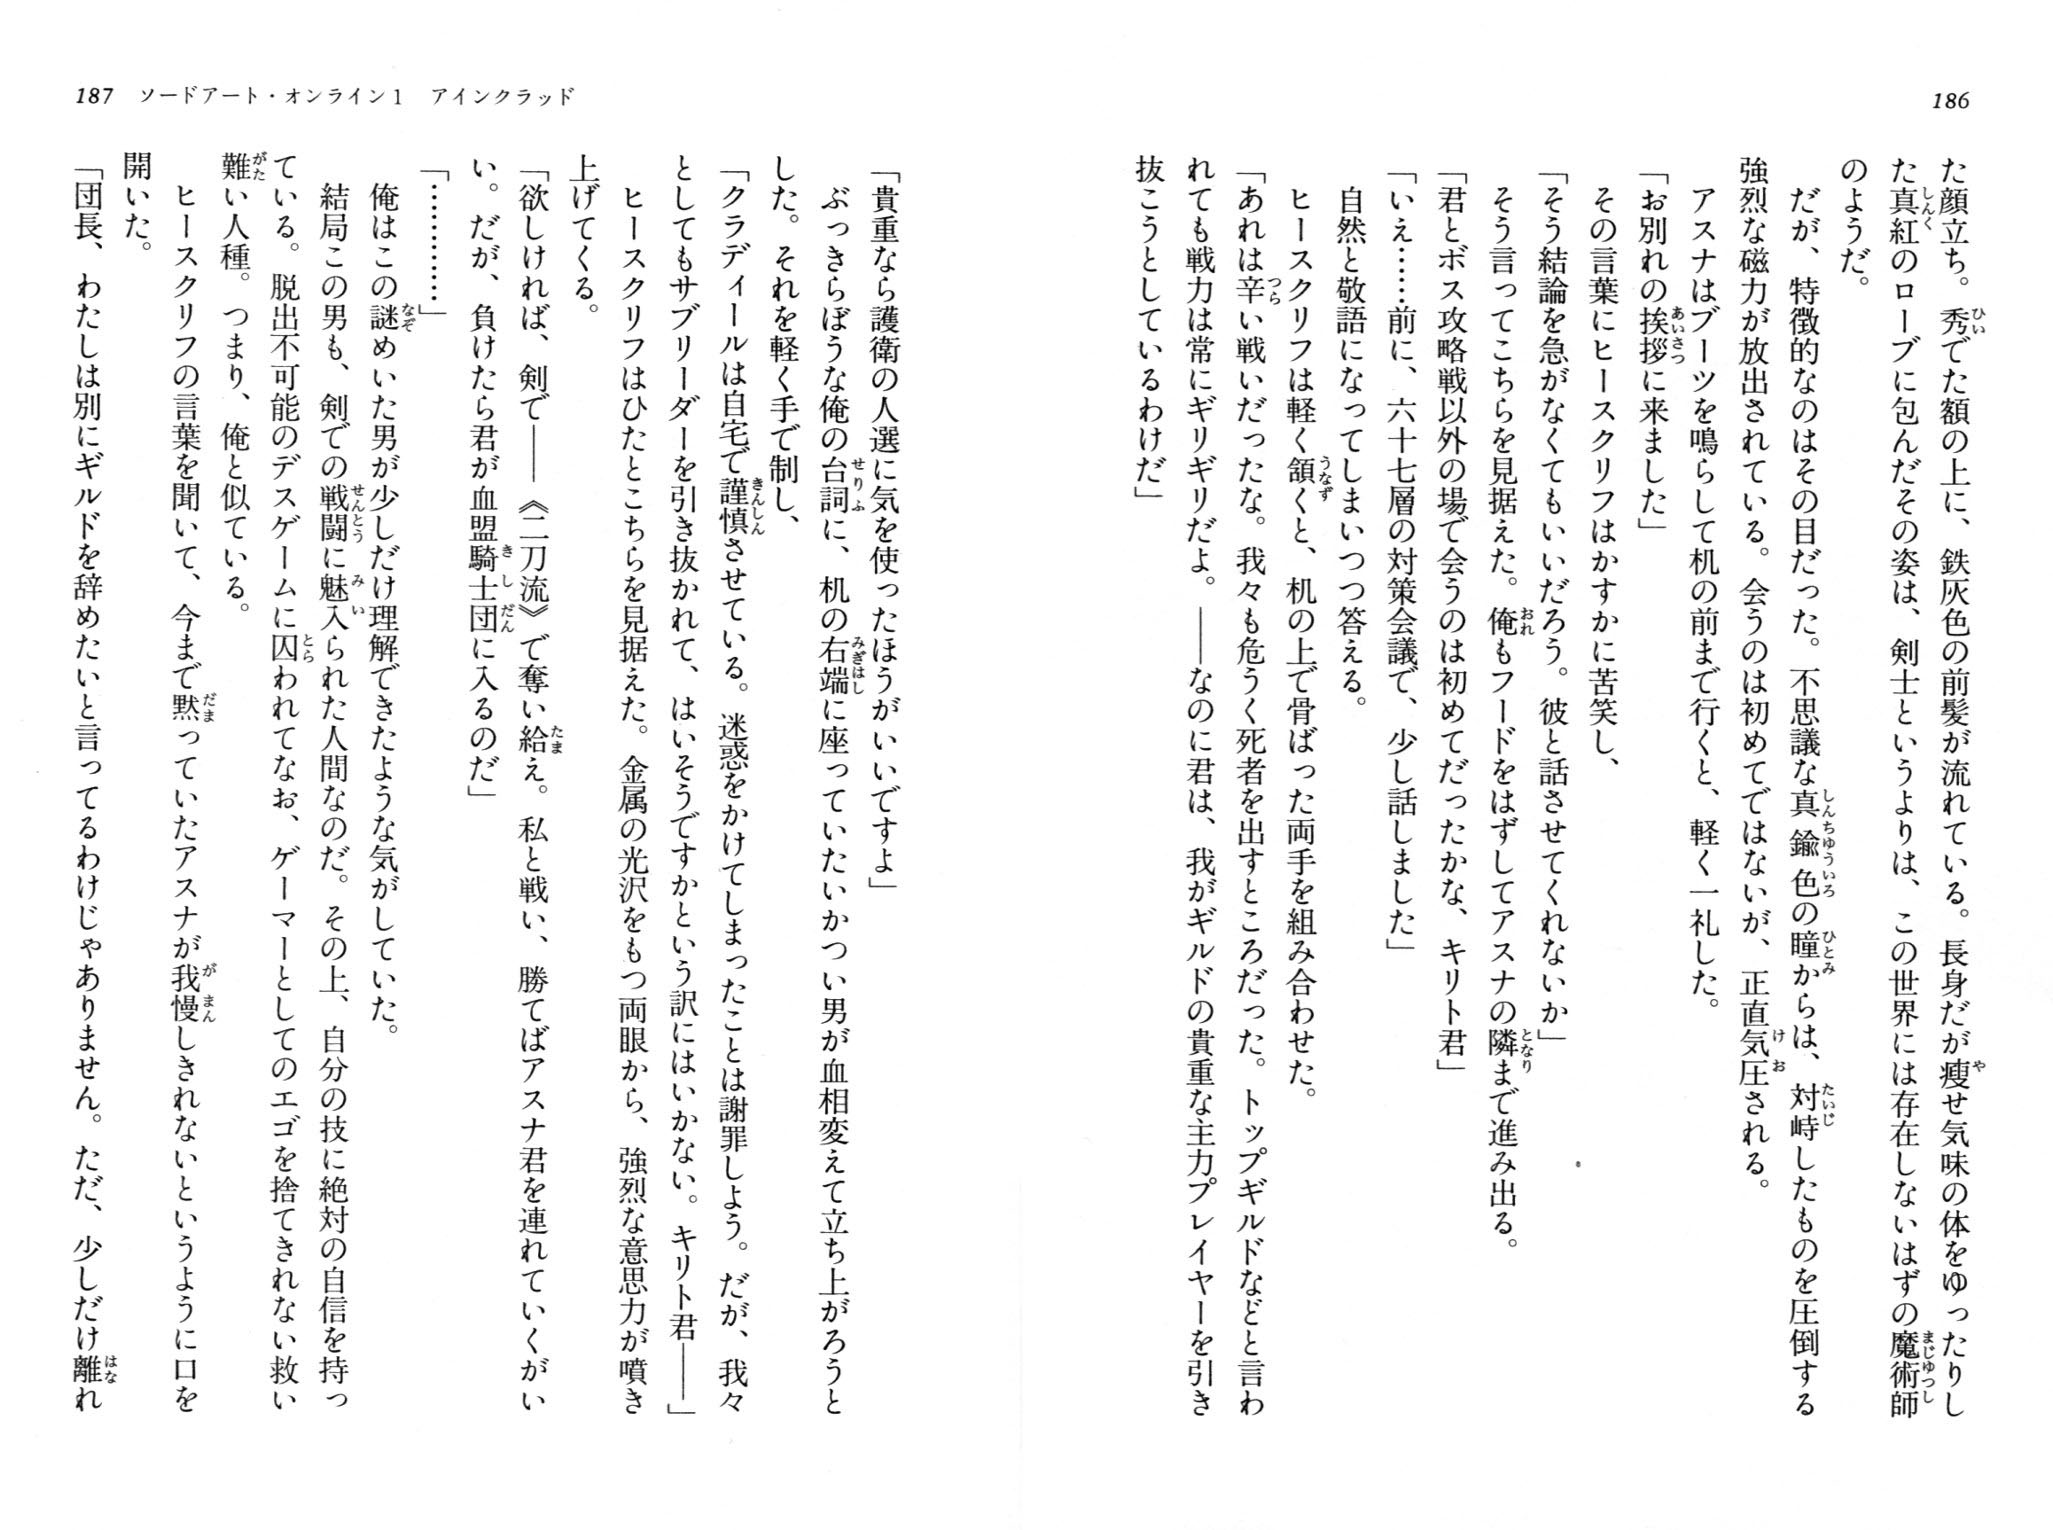 186
た顔立ち。秀でた額の上に、鉄灰色の前髪が流れている。長身だが痩せ気味の体をゆったりし
た真紅のローブに包んだその姿は、剣士というよりは、この世界には存在しないはずの魔術師
のようだ。
だが、特徴的なのはその目だった。不思議な真鍮色の瞳からは、対峙したものを圧倒する
強烈な磁力が放出されている。会うのは初めてではないが、正直気圧される。
アスナはブーツを鳴らして机の前まで行くと、軽く一礼した。
「お別れの挨拶に来ました」
その言葉にヒースクリフはかすかに苦笑し、
「そう結論を急がなくてもいいだろう。彼と話させてくれないか」
そう言ってこちらを見据えた。俺もフードをはずしてアスナの隣まで進み出る。
「君とボス攻略戦以外の場で会うのは初めてだったかな、キリト君」
「いえ……前に、六十七層の対策会議で、少し話しました」
自然と敬語になってしまいつつ答える。
ヒースクリフは軽く頷くと、机の上で骨ばった両手を組み合わせた。
「あれは辛い戦いだったな。我々も危うく死者を出すところだった。トップギルドなどと言わ
れても戦力は常にギリギリだよ。――なのに君は、我がギルドの貴重な主力プレイヤーを引き
抜こうとしているわけだ」
187 ソードアート・オンライン1 アインクラッド
「貴重なら護衛の人選に気を使ったほうがいいですよ」
ぶっきらぼうな俺の台詞に、机の右端に座っていたいかつい男が血相変えて立ち上がろうと
した。それを軽く手で制し、
「クラディールは自宅で謹慎させている。迷惑をかけてしまったことは謝罪しよう。だが、我々
としてもサブリーダーを引き抜かれて、はいそうですかという訳にはいかない。キリト君――」
ヒースクリフはひたとこちらを見据えた。金属の光沢をもつ両眼から、強烈な意思力が噴き
上げてくる。
「欲しければ、剣で――《二刀流》で奪い給え。私と戦い、勝てばアスナ君を連れていくがい
い。だが、負けたら君が血盟騎士団に入るのだ」
「…………」
俺はこの謎めいた男が少しだけ理解できたような気がしていた。
結局この男も、剣での戦闘に魅入られた人間なのだ。その上、自分の技に絶対の自信を持っ
ている。脱出不可能のデスゲームに囚われてなお、ゲーマーとしてのエゴを捨てきれない救い
難い人種。つまり、俺と似ている。
ヒースクリフの言葉を聞いて、今まで黙っていたアスナが我慢しきれないというように口を
開いた。
「団長、わたしは別にギルドを辞めたいと言ってるわけじゃありません。ただ、少しだけ離れ